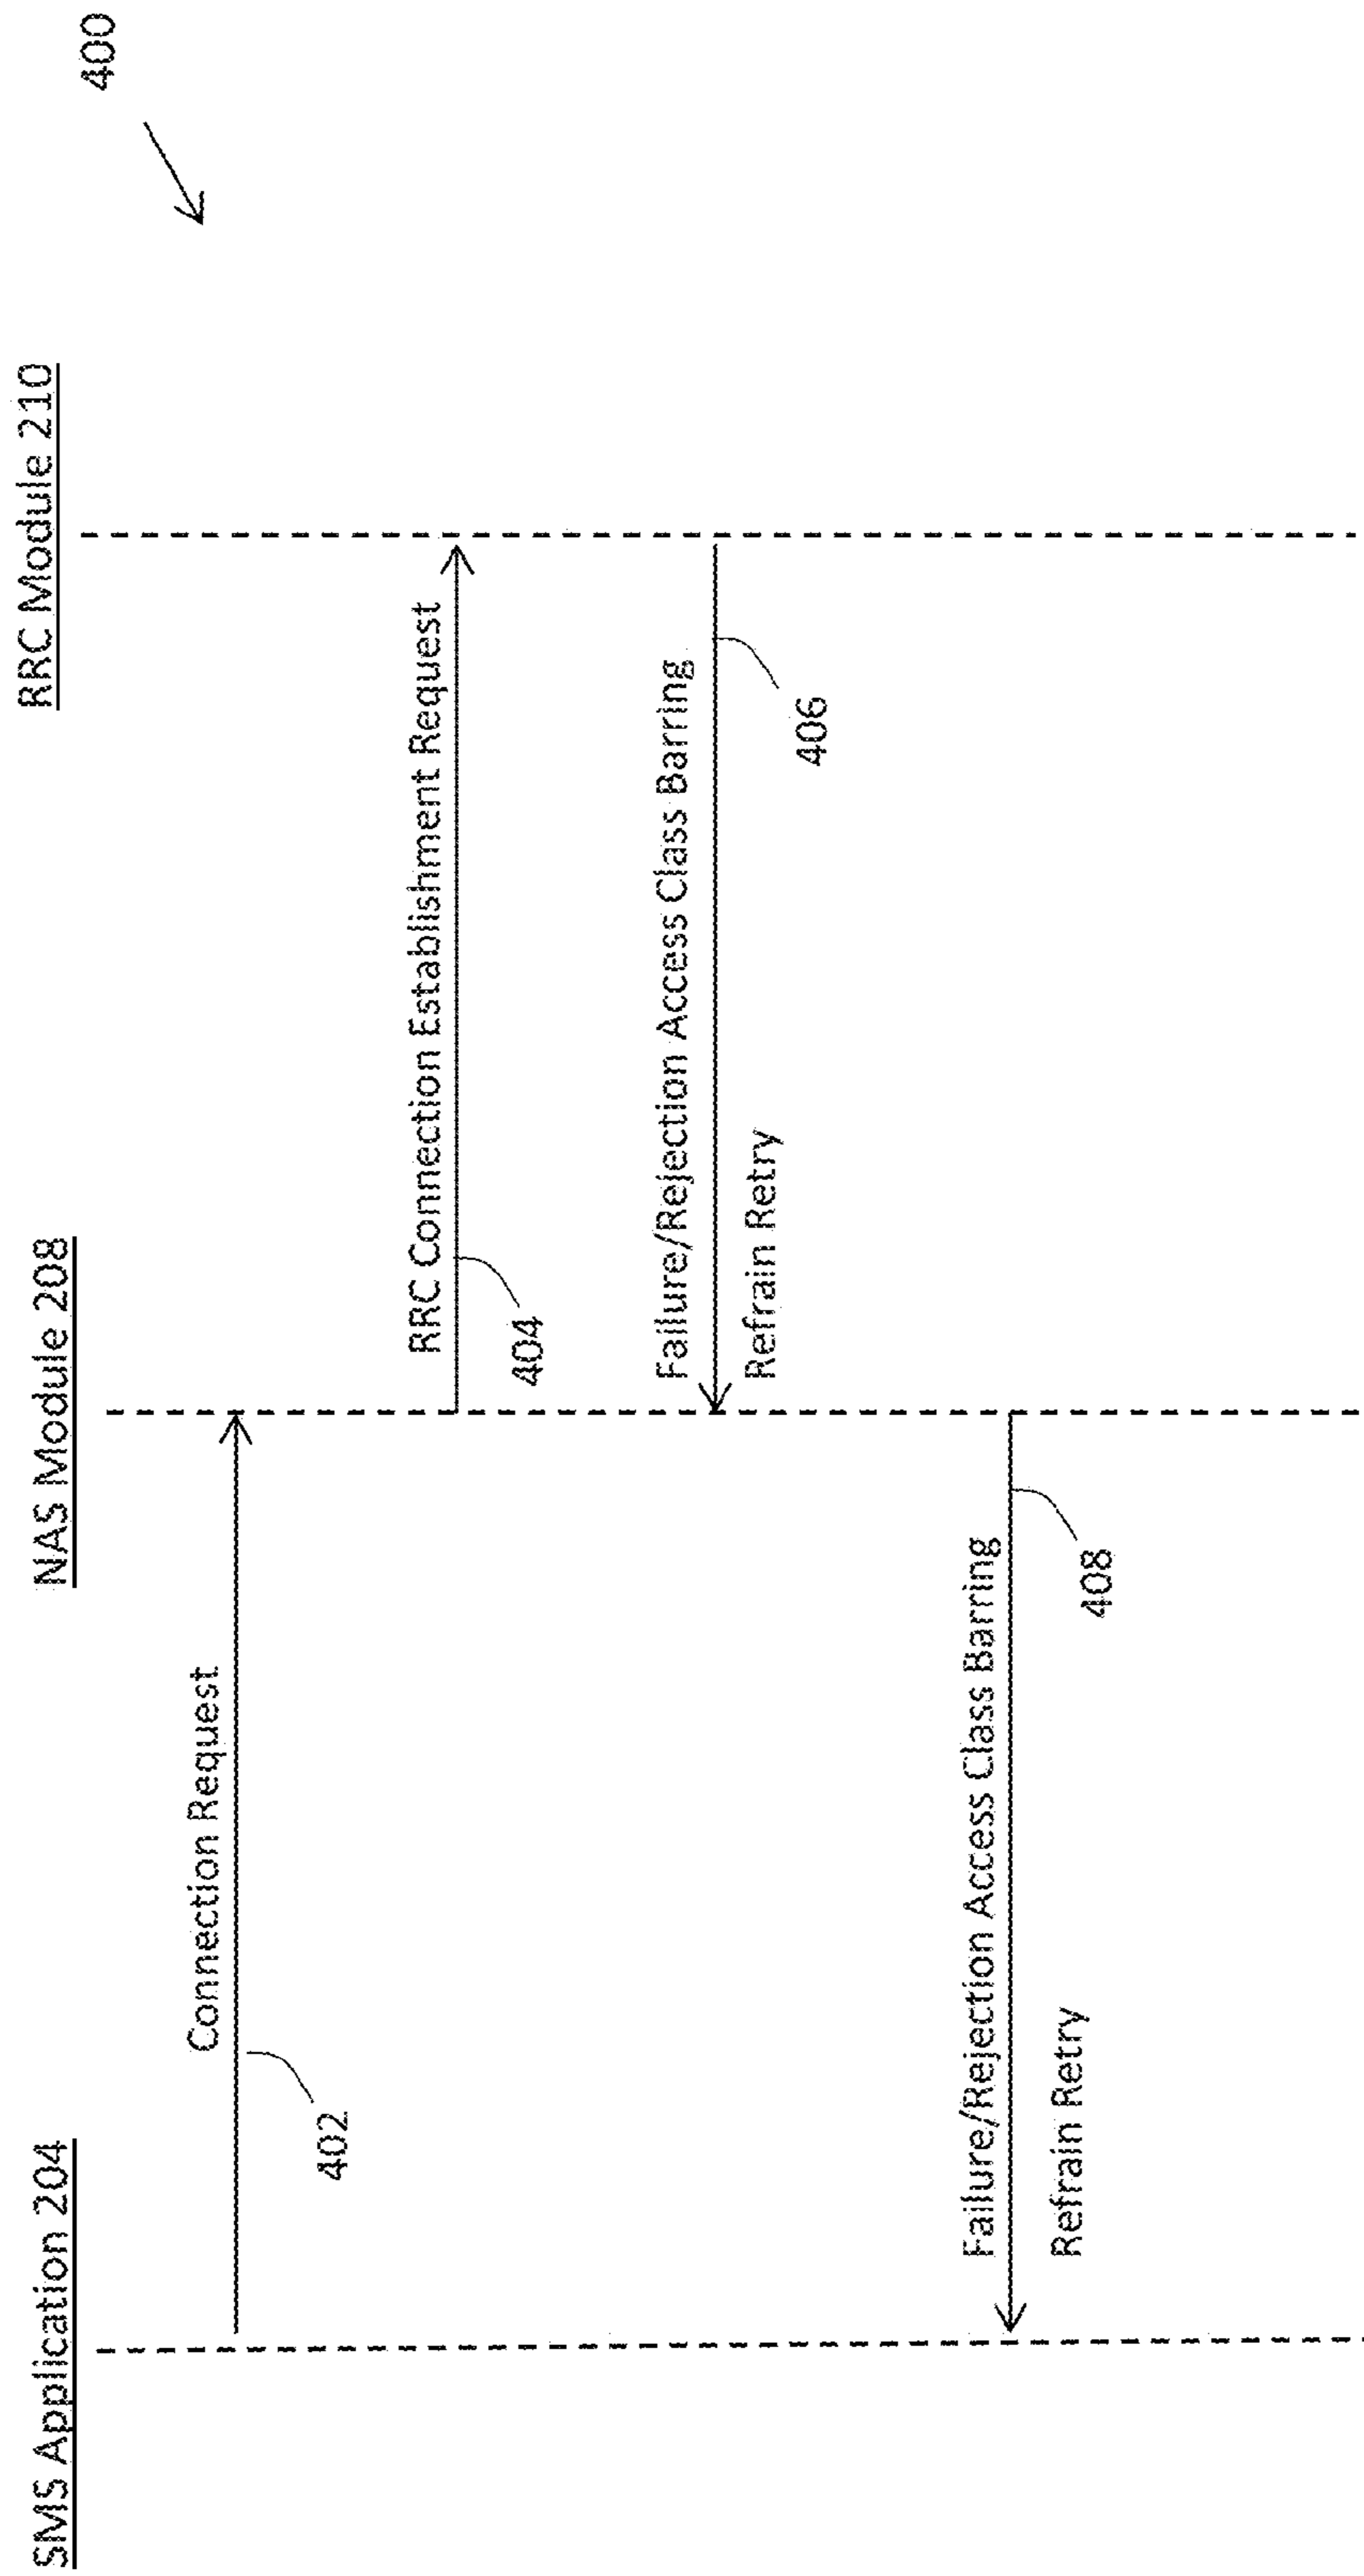 400
SMS Application 204
NAS Module 208
RRC Module 210
Connection Request
402
RRC Connection Establishment Request
404
Failure/Rejection Access Class Barring
406
Refrain Retry
Failure/Rejection Access Class Barring
408
Refrain Retry